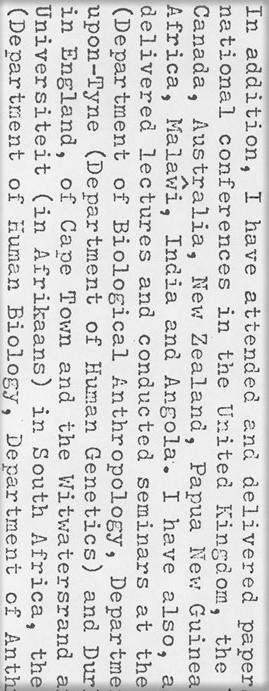 In addition, I have attended and delivered paper
national conferences in the United Kingdom, the
Canada, Australia, New Zealand, Papua New Guinea
Africa, Malaŵi, India and Angola. I have also, a
delivered lectures and conducted seminars at the
(Department of Biological Anthropology, Departme
upon-Tyne (Department of Human Genetics) and Dur
in England, of Cape Town and the Witwatersrand a
Universiteit (in Afrikaans) in South Africa, the
(Department of Human Biology, Department of Anth